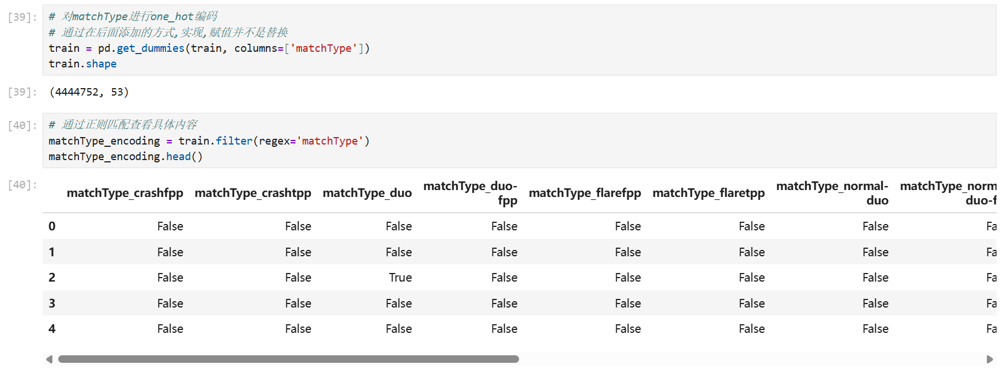 [39]: # 对matchType进行one_hot编码
# 通过在后面添加的方式,实现,赋值并不是替换
train = pd.get_dummies(train, columns=['matchType'])
train.shape
[39]: (4444752, 53)
[40]: # 通过正则匹配查看具体内容
matchType_encoding = train.filter(regex='matchType')
matchType_encoding.head()
[40]:
matchType_crashfpp matchType_crashtpp matchType_duo matchType_duo-fpp matchType_flarefpp matchType_flaretpp matchType_normal-duo matchType_norm duo-f
0 False False False False False False False Fa
1 False False False False False False False Fa
2 False False True False False False False Fa
3 False False False False False False False Fa
4 False False False False False False False Fa